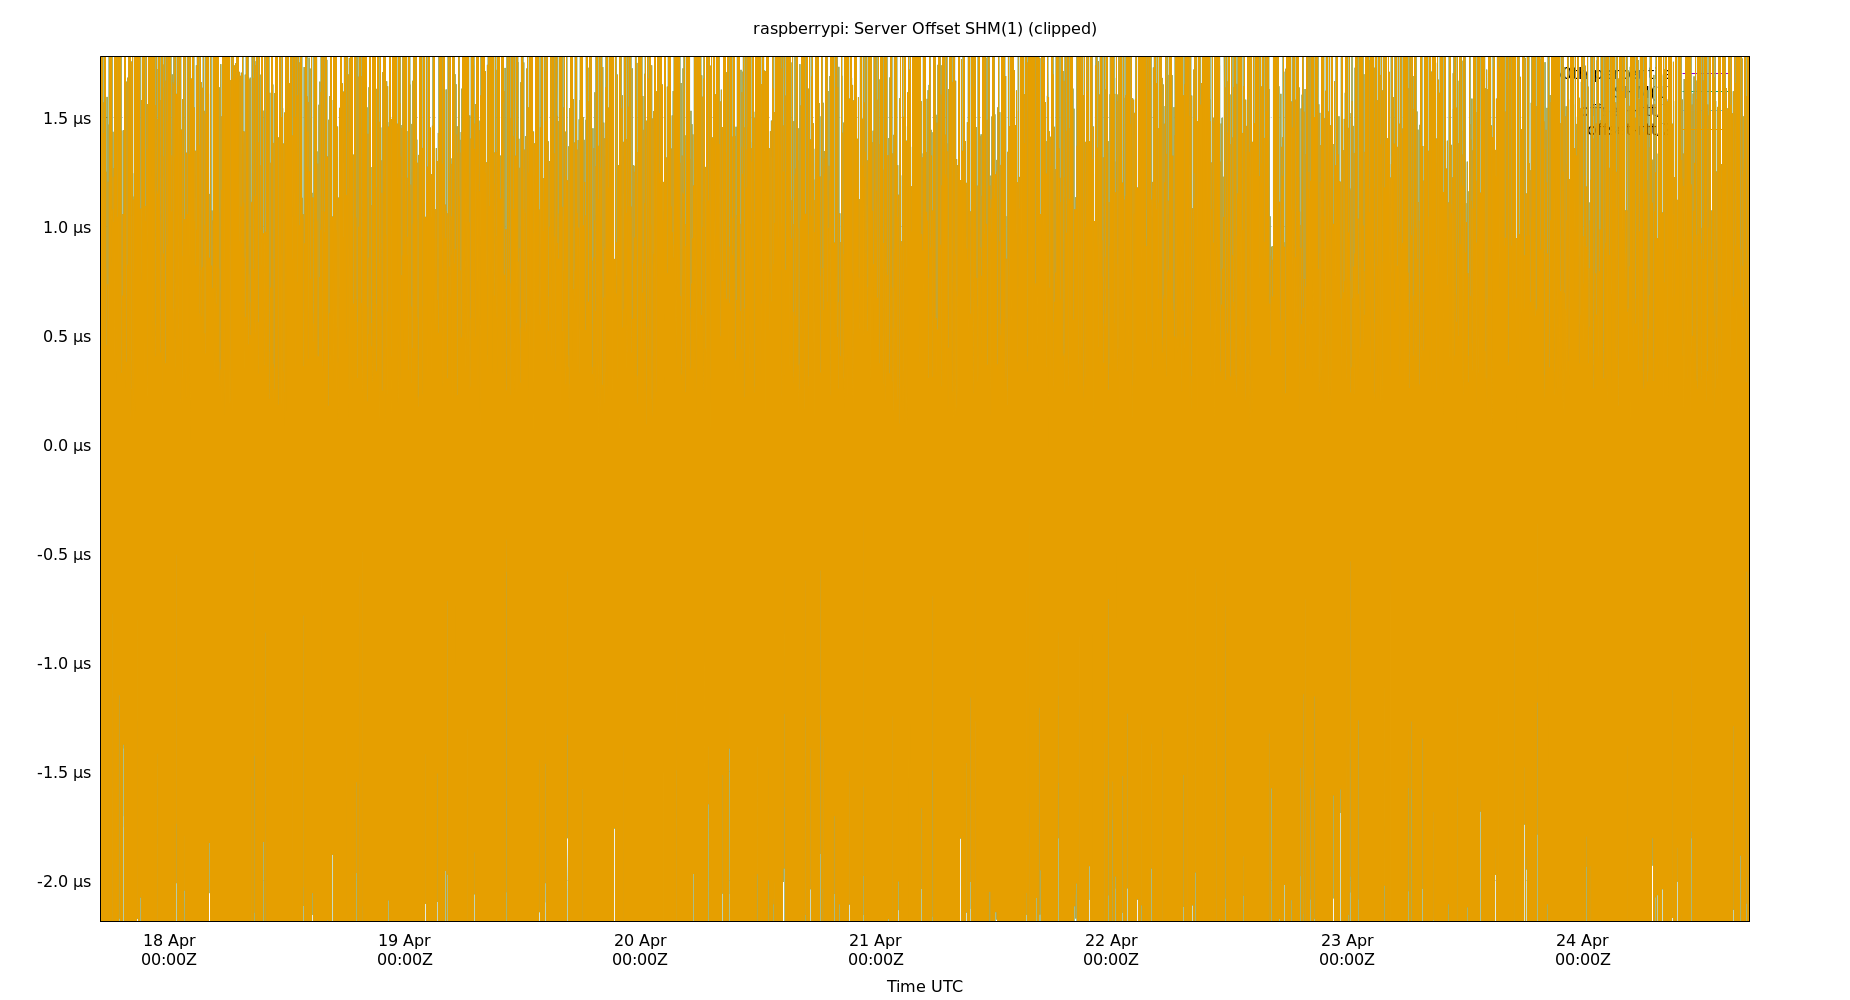 raspberrypi: Server Offset SHM(1) (clipped)
1.5 µs
1.0 µs
0.5 µs
0.0 µs
-0.5 µs
-1.0 µs
-1.5 µs
-2.0 µs
18 Apr 19 Apr 20 Apr 21 Apr 22 Apr 23 Apr 24 Apr
00:00Z 00:00Z 00:00Z 00:00Z 00:00Z 00:00Z 00:00Z
Time UTC